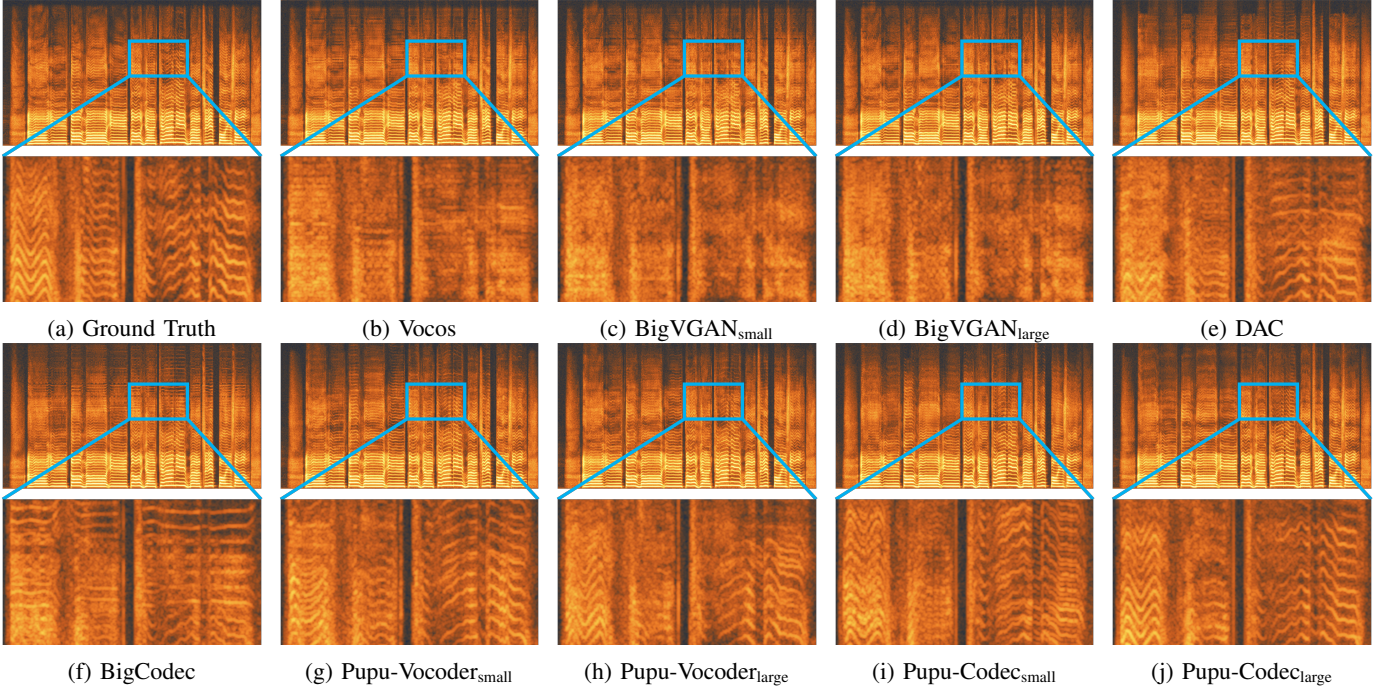 (a) Ground Truth
(b) Vocos
(c) BigVGANsmall
(d) BigVGANlarge
(e) DAC
(f) BigCodec
(g) Pupu-Vocodersmall
(h) Pupu-Vocoderlarge
(i) Pupu-Codecsmall
(j) Pupu-Codeclarge